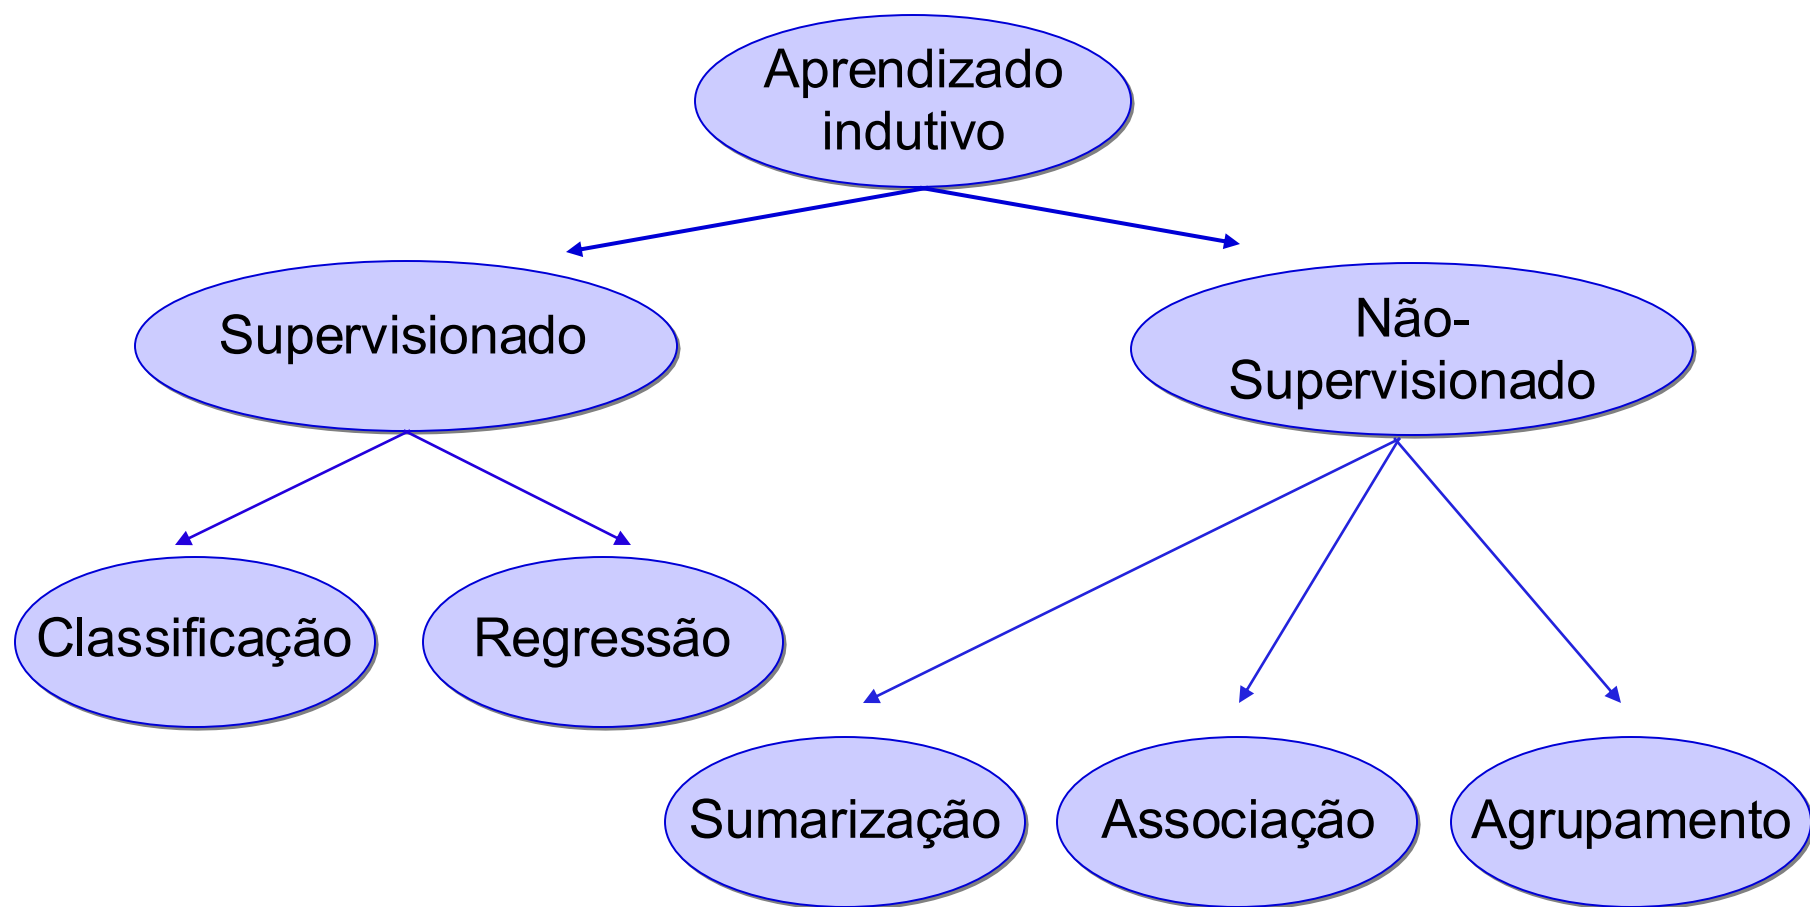 Aprendizado
indutivo
Supervisionado
Não-
Supervisionado
Classificação
Regressão
Sumarização
Associação
Agrupamento